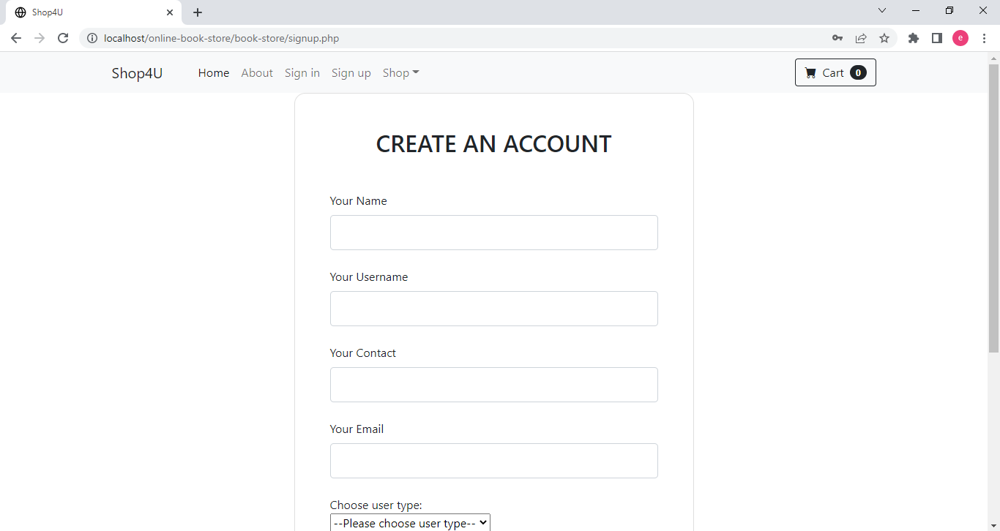 Shop4U
localhost/online-book-store/book-store/signup.php
e
Shop4U Home About Sign in Sign up Shop Cart 0
CREATE AN ACCOUNT
Your Name
Your Username
Your Contact
Your Email
Choose user type:
--Please choose user type--